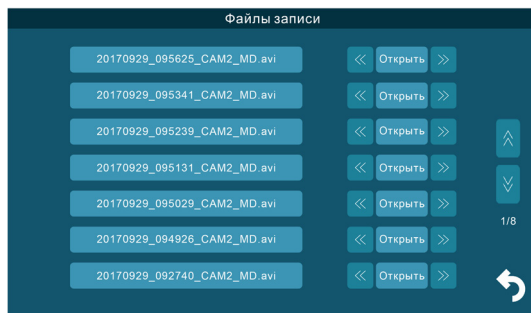 Файлы записи
20170929_095625_CAM2_MD.avi Открыть
20170929_095341_CAM2_MD.avi Открыть
20170929_095239_CAM2_MD.avi Открыть
20170929_095131_CAM2_MD.avi Открыть
20170929_095029_CAM2_MD.avi Открыть
1/8
20170929_094926_CAM2_MD.avi Открыть
20170929_092740_CAM2_MD.avi Открыть